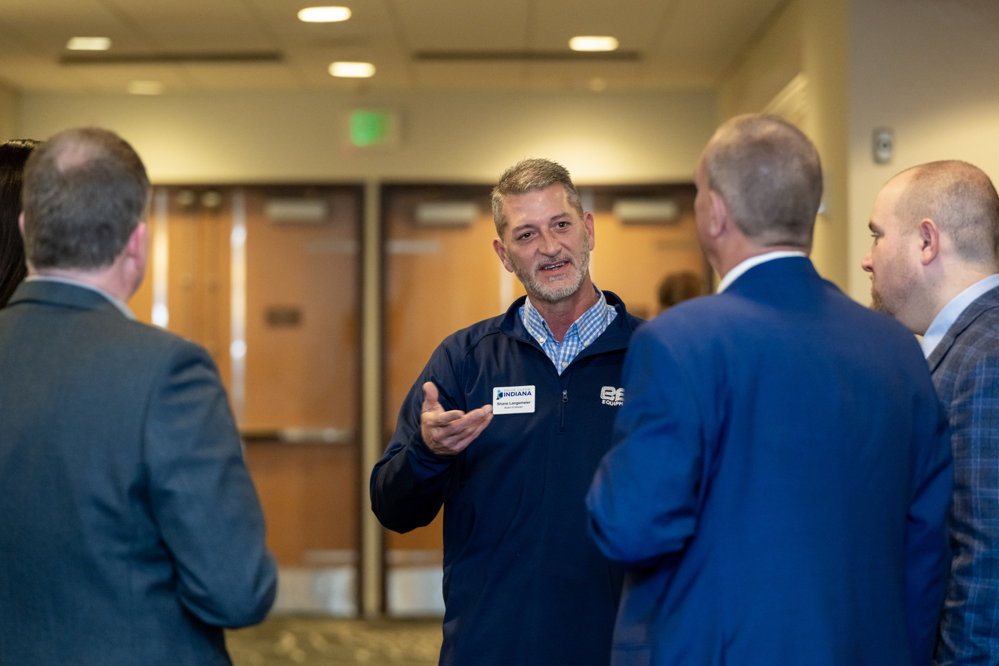 DRIVE CLEAN
INDIANA
Shane Langemeier
Board of Director
EQUIPM